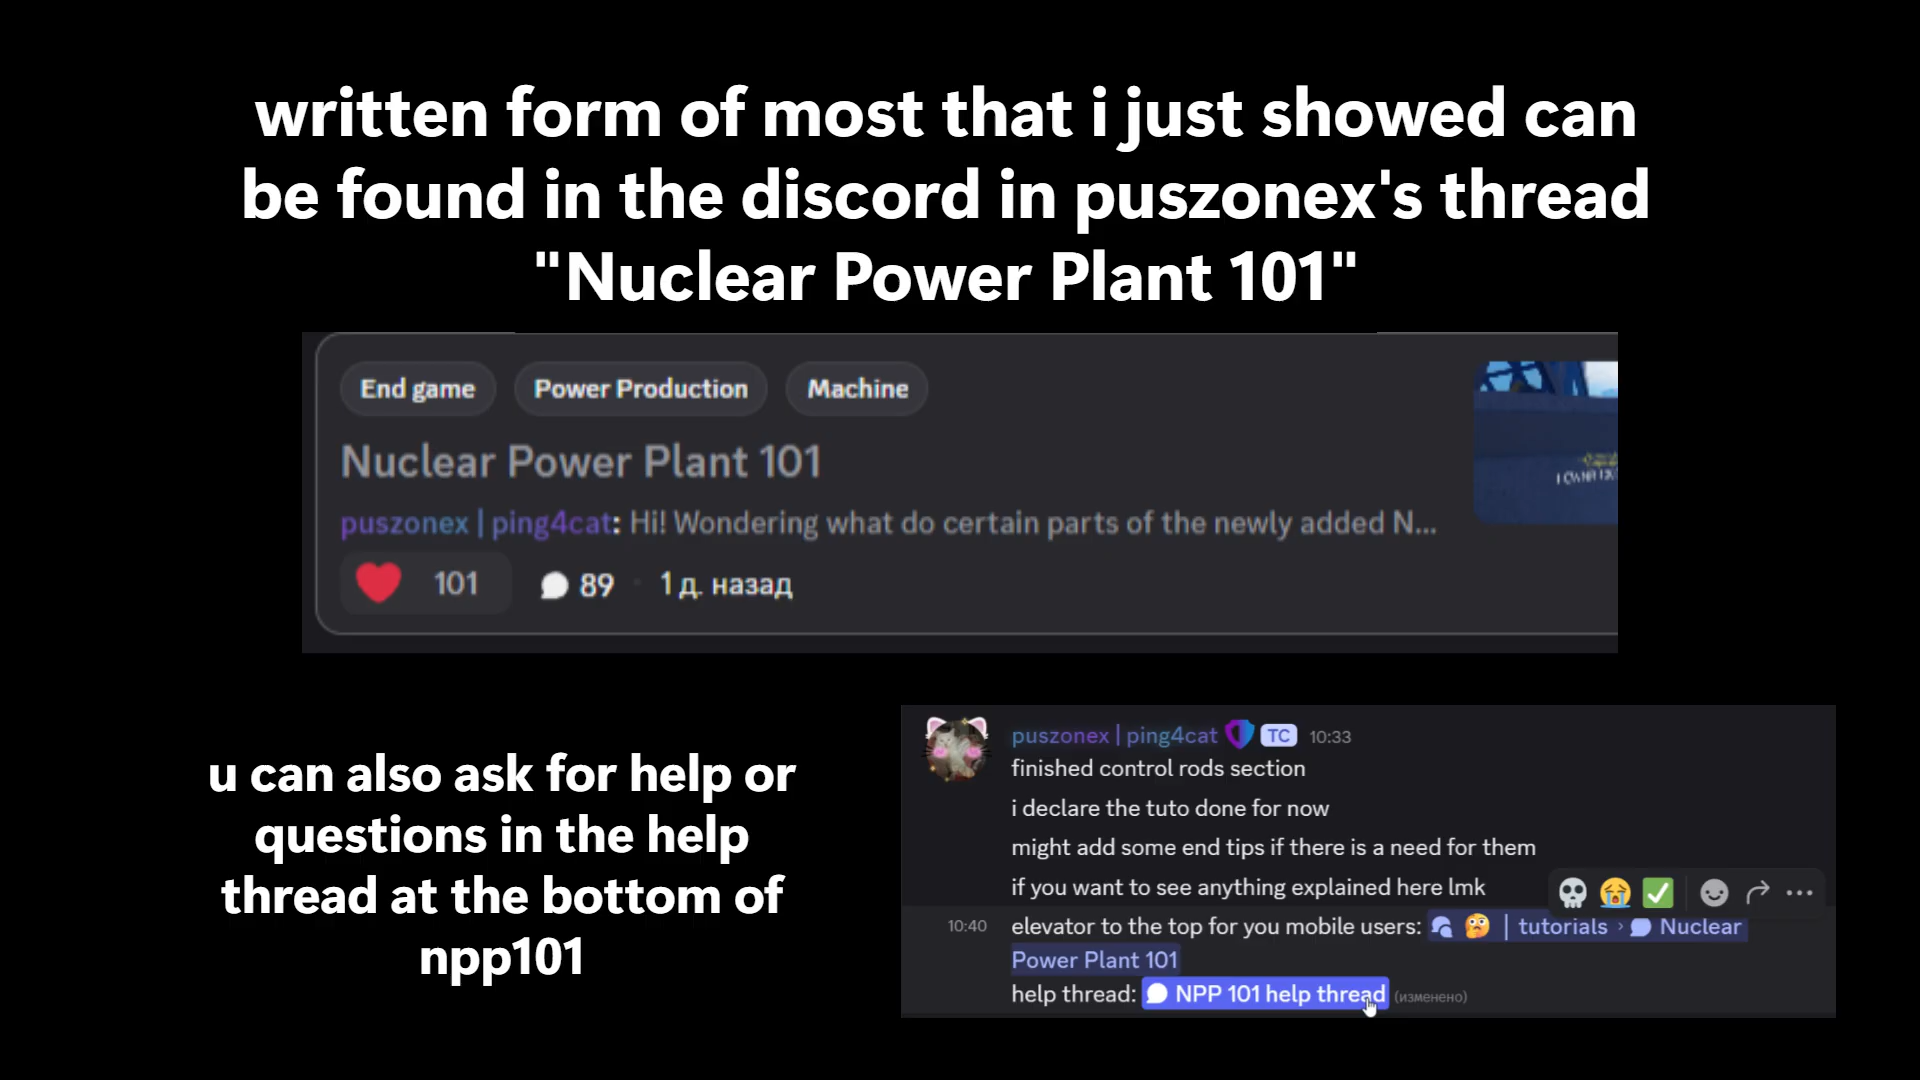 written form of most that i just showed can
be found in the discord in puszonex's thread
"Nuclear Power Plant 101"
End game
Power Production
Machine
Nuclear Power Plant 101
puszonex | ping4cat: Hi! Wondering what do certain parts of the newly added N...
101
89 · 1 д. назад
u can also ask for help or
questions in the help
thread at the bottom of
npp101
puszonex | ping4cat TC 10:33
finished control rods section
i declare the tuto done for now
might add some end tips if there is a need for them
if you want to see anything explained here lmk
10:40 elevator to the top for you mobile users: 🤔 | tutorials › Nuclear
Power Plant 101
help thread: NPP 101 help thread (изменено)